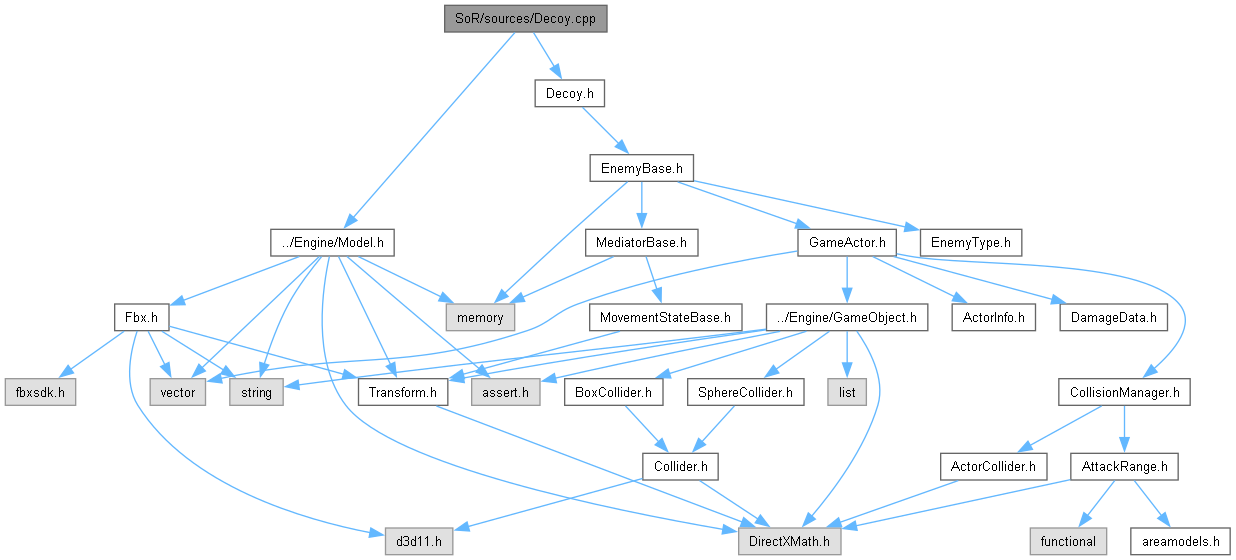 SoR/sources/Decoy.cpp
Decoy.h
EnemyBase.h
../Engine/Model.h
MediatorBase.h
GameActor.h
EnemyType.h
Fbx.h
memory
MovementStateBase.h
../Engine/GameObject.h
ActorInfo.h
DamageData.h
fbxsdk.h
vector
string
Transform.h
assert.h
BoxCollider.h
SphereCollider.h
list
CollisionManager.h
Collider.h
ActorCollider.h
AttackRange.h
d3d11.h
DirectXMath.h
functional
areamodels.h